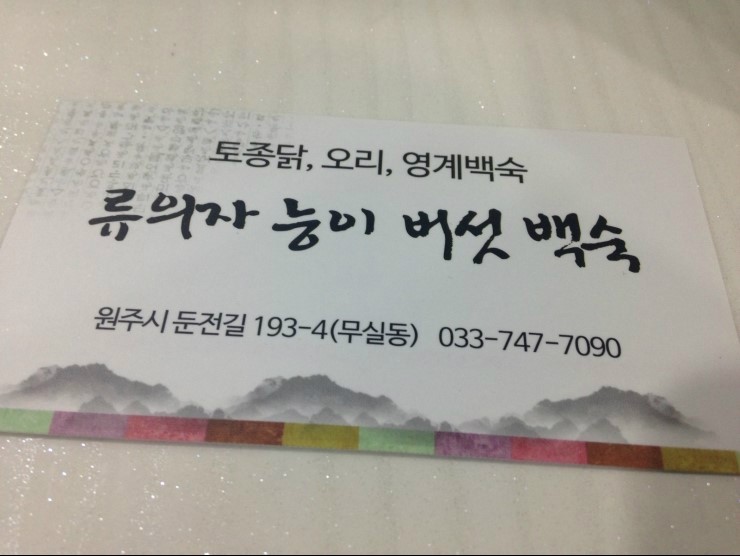 토종닭, 오리, 영계백숙
류의자 능이 버섯 백숙
원주시 둔전길 193-4(무실동) 033-747-7090